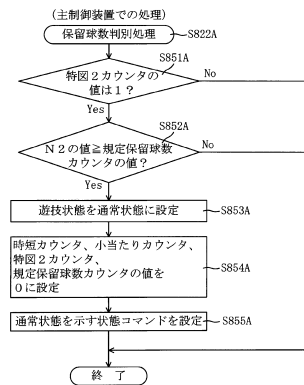 (主制御装置での処理)
保留球数判別処理
S822A
S851A
特図2カウンタの
値は1?
No
Yes
S852A
N2の値≧規定保留球数
カウンタの値?
No
Yes
遊技状態を通常状態に設定
S853A
時短カウンタ、小当たりカウンタ、
特図2カウンタ、
規定保留球数カウンタの値を
0に設定
S854A
通常状態を示す状態コマンドを設定
S855A
終 了